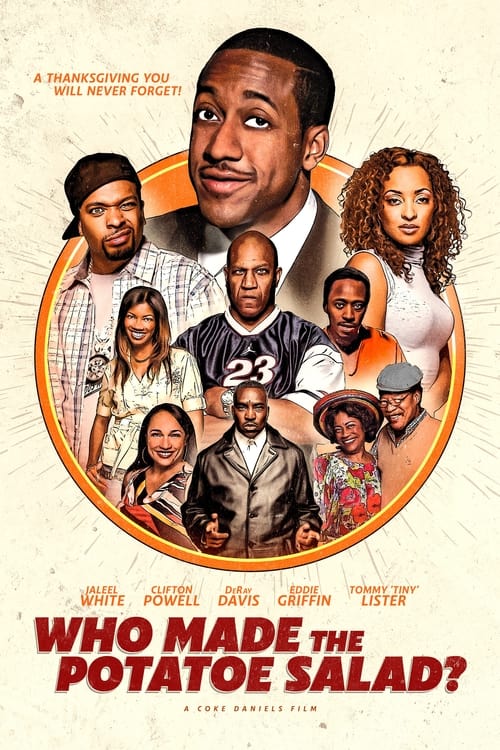 A THANKSGIVING YOU
WILL NEVER FORGET!
23
JALEEL WHITE
CLIFTON POWELL
DeRAY DAVIS
EDDIE GRIFFIN
TOMMY 'TINY' LISTER
WHO MADE THE
POTATOE SALAD?
A COKE DANIELS FILM